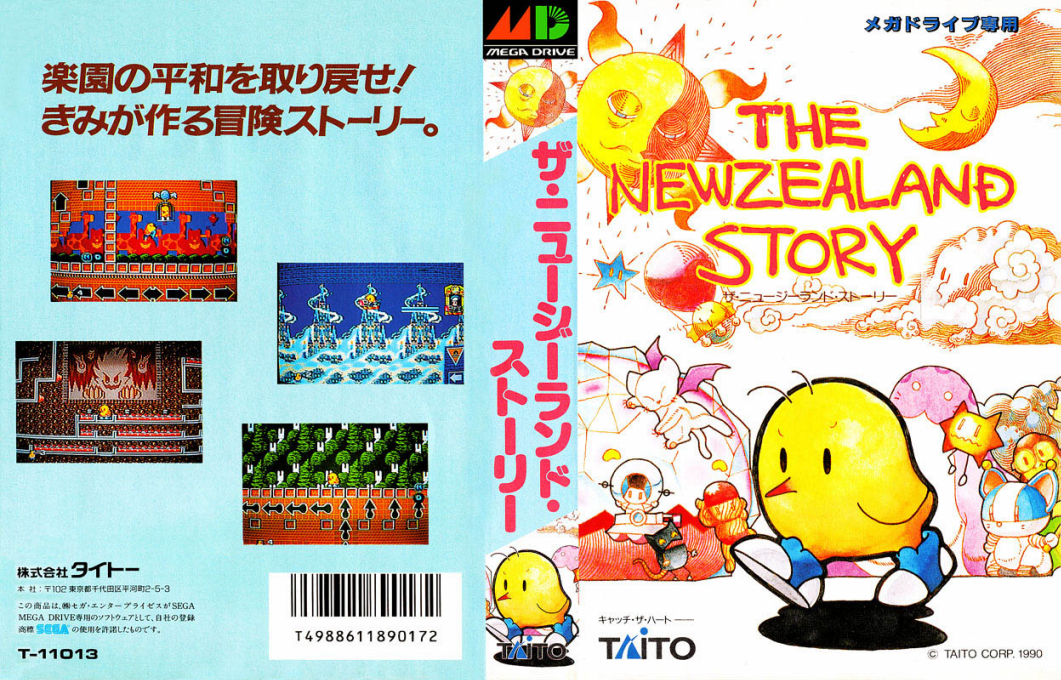 楽園の平和を取り戻せ!
きみが作る冒険ストーリー。
株式会社タイトー
本 社:〒102 東京都千代田区平河町2-5-3
この商品は、㈱セガ・エンタープライゼスがSEGA
MEGA DRIVE専用のソフトウェアとして、自社の登録
商標 SEGA の使用を許諾したものです。
T-11013
T4988611890172
MD
MEGA DRIVE
ザ・ニュージーランド・
ストーリー
TAITO
メガドライブ専用
THE
NEWZEALAND
STORY
ザ・ニュージーランド・ストーリー
キャッチ・ザ・ハート
TAITO
© TAITO CORP. 1990